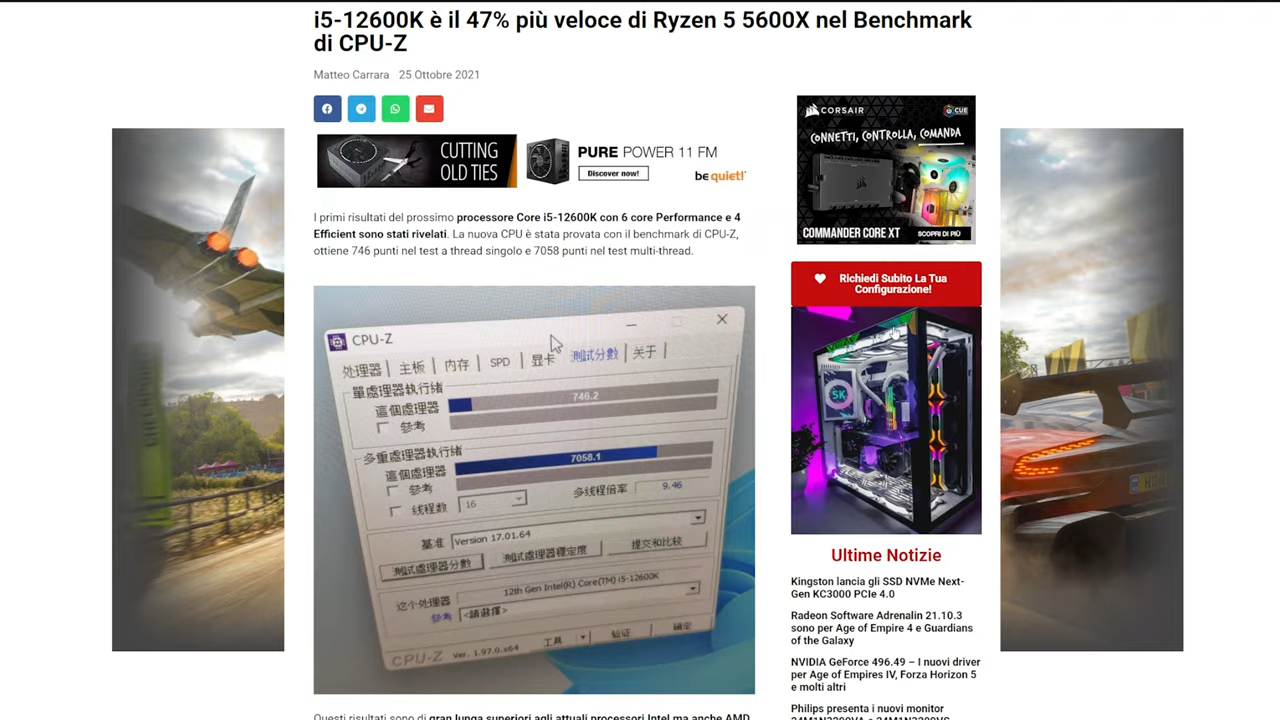 i5-12600K è il 47% più veloce di Ryzen 5 5600X nel Benchmark
di CPU-Z
Matteo Carrara 25 Ottobre 2021
CUTTING
OLD TIES
PURE POWER 11 FM
Discover now!
be quiet!
CORSAIR
iCUE
CONNETTI, CONTROLLA, COMANDA
COMMANDER CORE XT
SCOPRI DI PIÙ
I primi risultati del prossimo processore Core i5-12600K con 6 core Performance e 4
Efficient sono stati rivelati. La nuova CPU è stata provata con il benchmark di CPU-Z,
ottiene 746 punti nel test a thread singolo e 7058 punti nel test multi-thread.
Richiedi Subito La Tua
Configurazione!
CPU-Z
处理器 主板 内存 SPD 显卡 測試分數 关于
單處理器執行緒
這個處理器 746.2
參考
多重處理器執行緒
這個處理器 7058.1
參考
线程数 16 多线程倍率 9.46
基准 Version 17.01.64
測試處理器分數 測試處理器穩定度 提交和比较
这个处理器 12th Gen Intel(R) Core(TM) i5-12600K
參考 <請選擇>
CPU-Z Ver. 1.97.0.x64 工具 验证 確定
SK
Ultime Notizie
Kingston lancia gli SSD NVMe Next-
Gen KC3000 PCIe 4.0
Radeon Software Adrenalin 21.10.3
sono per Age of Empire 4 e Guardians
of the Galaxy
NVIDIA GeForce 496.49 – I nuovi driver
per Age of Empires IV, Forza Horizon 5
e molti altri
Philips presenta i nuovi monitor
Questi risultati sono di gran lunga superiori agli attuali processori Intel ma anche AMD